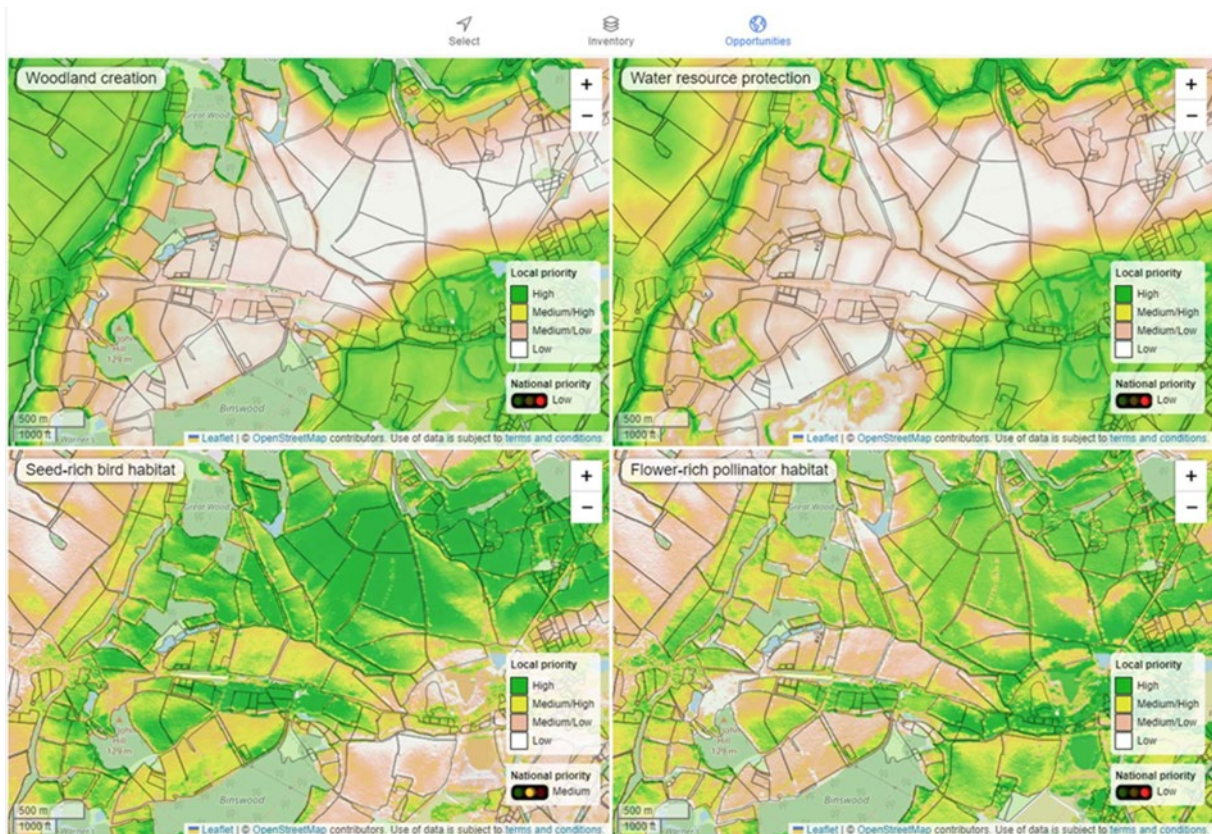 Select
Inventory
Opportunities
Woodland creation
+
−
Great Wood
Local priority
High
Medium/High
Medium/Low
Low
National priority
Low
Hill
129 m
Binswood
500 m
1000 ft
Leaflet | © OpenStreetMap contributors. Use of data is subject to terms and conditions.
Water resource protection
+
−
Local priority
High
Medium/High
Medium/Low
Low
National priority
Low
500 m
1000 ft
Leaflet | © OpenStreetMap contributors. Use of data is subject to terms and conditions.
Seed-rich bird habitat
+
−
Great Wood
Local priority
High
Medium/High
Medium/Low
Low
National priority
Medium
Hill
129 m
Binswood
500 m
1000 ft
Leaflet | © OpenStreetMap contributors. Use of data is subject to terms and conditions.
Flower-rich pollinator habitat
+
−
Great Wood
Local priority
High
Medium/High
Medium/Low
Low
National priority
Low
Hill
129 m
Binswood
500 m
1000 ft
Leaflet | © OpenStreetMap contributors. Use of data is subject to terms and conditions.